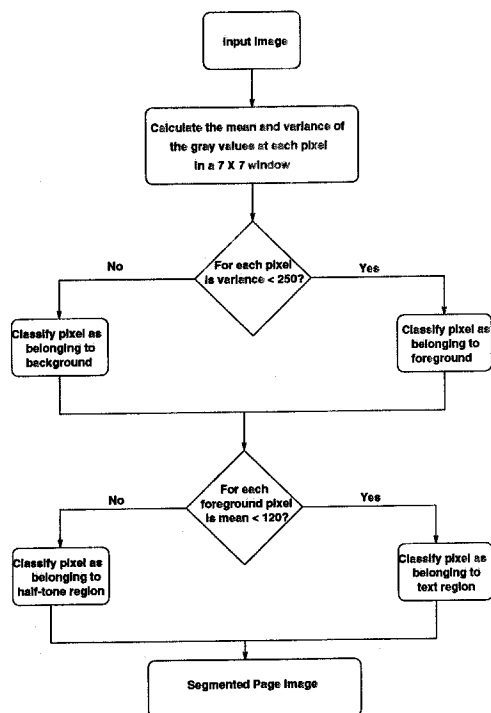 Input Image
Calculate the mean and variance of
the gray values at each pixel
in a 7 X 7 window
For each pixel
is variance < 250?
No
Yes
Classify pixel as
belonging to
background
Classify pixel as
belonging to
foreground
For each
foreground pixel
is mean < 120?
No
Yes
Classify pixel as
belonging to
half-tone region
Classify pixel as
belonging to
text region
Segmented Page Image